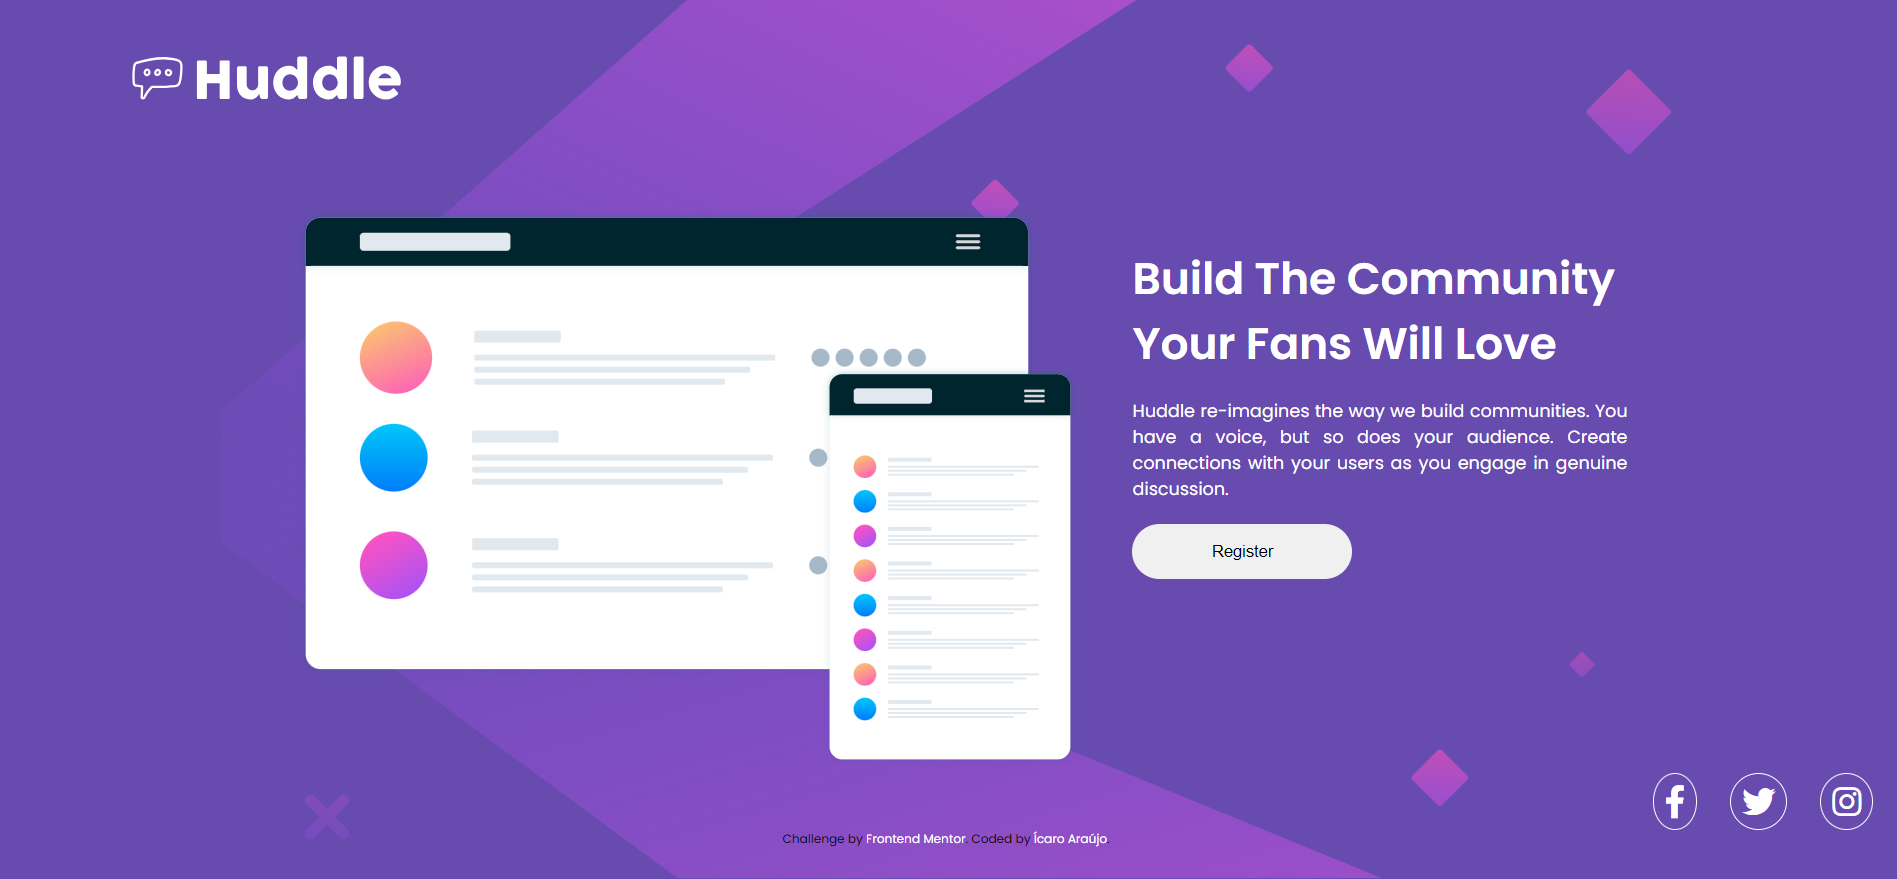 Huddle
Build The Community
Your Fans Will Love
Huddle re-imagines the way we build communities. You
have a voice, but so does your audience. Create
connections with your users as you engage in genuine
discussion.
Register
Challenge by Frontend Mentor. Coded by Ícaro Araújo.